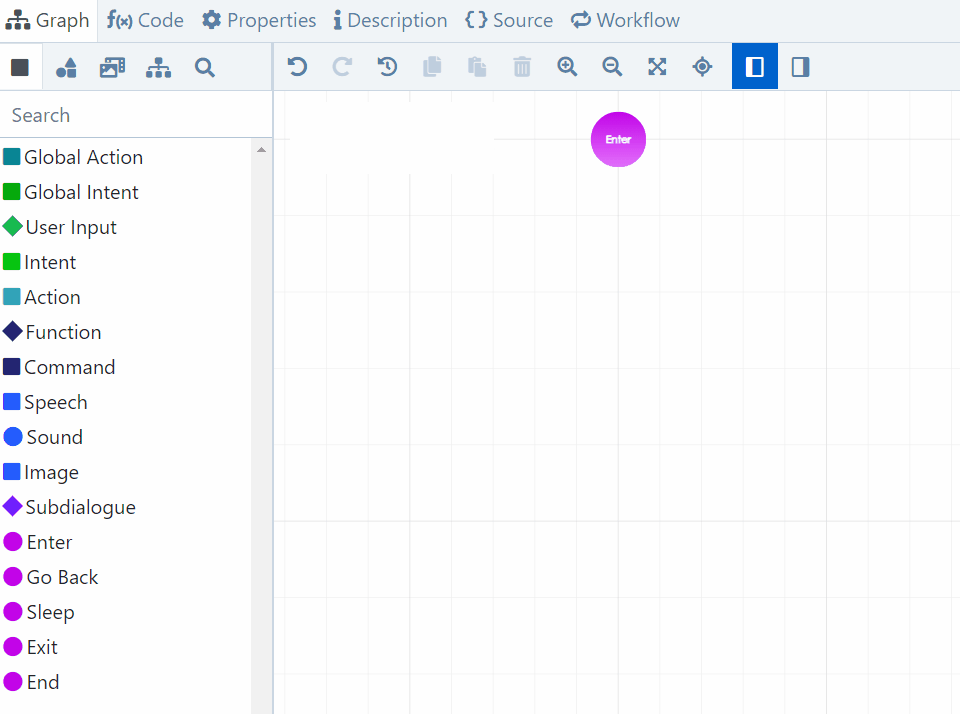 Graph f(x) Code Properties Description Source Workflow
Search
Global Action
Enter
Global Intent
User Input
Intent
Action
Function
Command
Speech
Sound
Image
Subdialogue
Enter
Go Back
Sleep
Exit
End